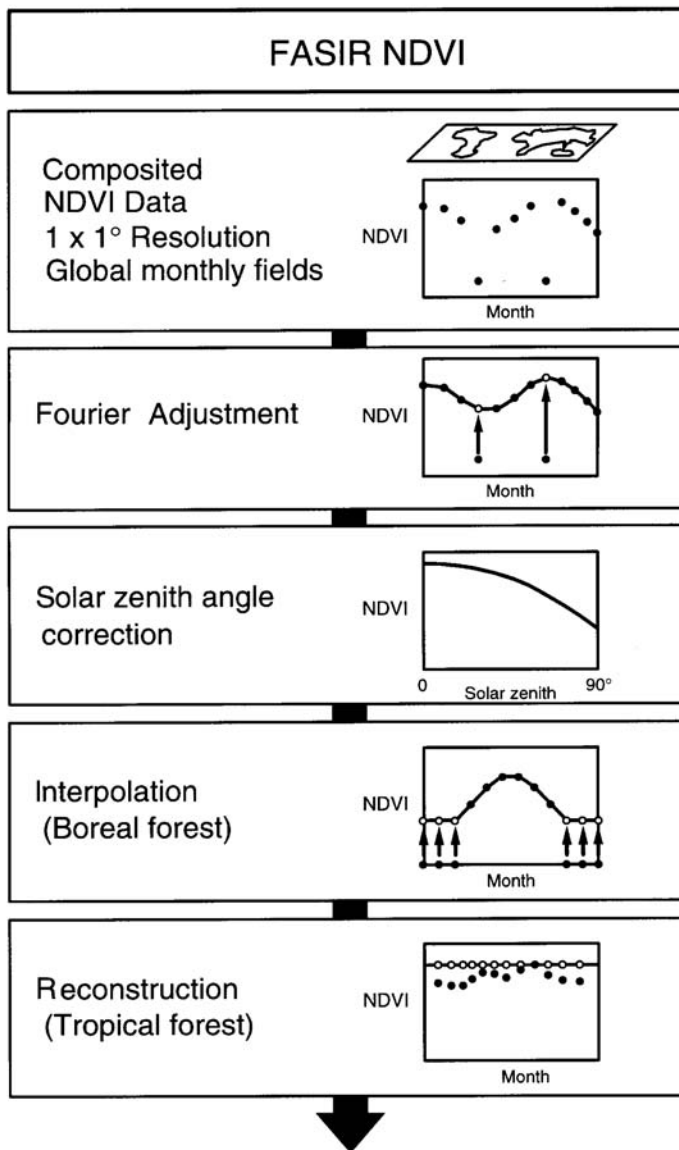 FASIR NDVI
Composited
NDVI Data
1 x 1° Resolution
Global monthly fields
NDVI
Month
Fourier Adjustment
NDVI
Month
Solar zenith angle
correction
NDVI
0
Solar zenith
90°
Interpolation
(Boreal forest)
NDVI
Month
Reconstruction
(Tropical forest)
NDVI
Month